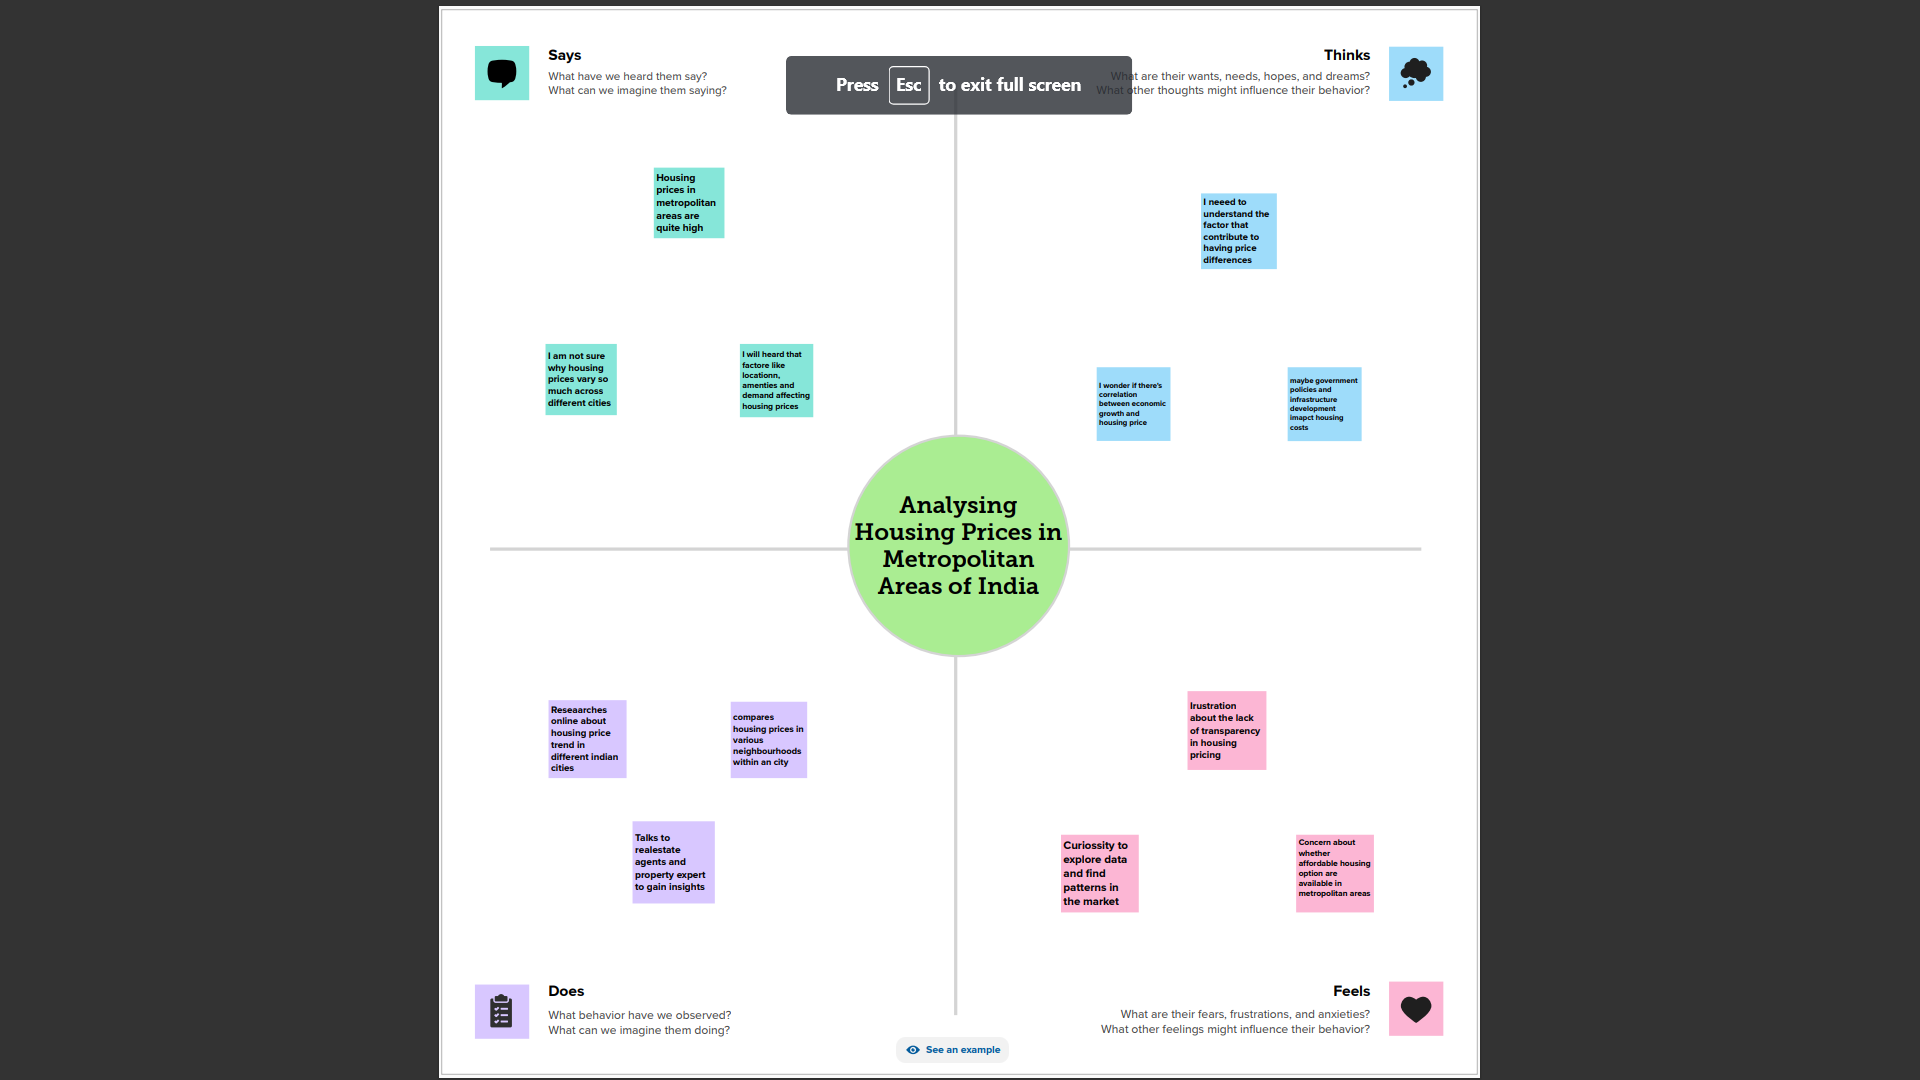 Says
What have we heard them say?
What can we imagine them saying?
Press Esc to exit full screen
Thinks
What are their wants, needs, hopes, and dreams?
What other thoughts might influence their behavior?
Housing
prices in
metropolitan
areas are
quite high
I neeed to
understand the
factor that
contribute to
having price
differences
I am not sure
why housing
prices vary so
much across
different cities
I will heard that
factore like
locationn,
amenties and
demand affecting
housing prices
I wonder if there's
correlation
between economic
growth and
housing price
maybe government
policies and
infrastructure
development
imapct housing
costs
Analysing
Housing Prices in
Metropolitan
Areas of India
Reseaarches
online about
housing price
trend in
different indian
cities
compares
housing prices in
various
neighbourhoods
within an city
Talks to
realestate
agents and
property expert
to gain insights
Irustration
about the lack
of transparency
in housing
pricing
Curiossity to
explore data
and find
patterns in
the market
Concern about
whether
affordable housing
option are
available in
metropolitan areas
Does
What behavior have we observed?
What can we imagine them doing?
Feels
What are their fears, frustrations, and anxieties?
What other feelings might influence their behavior?
See an example